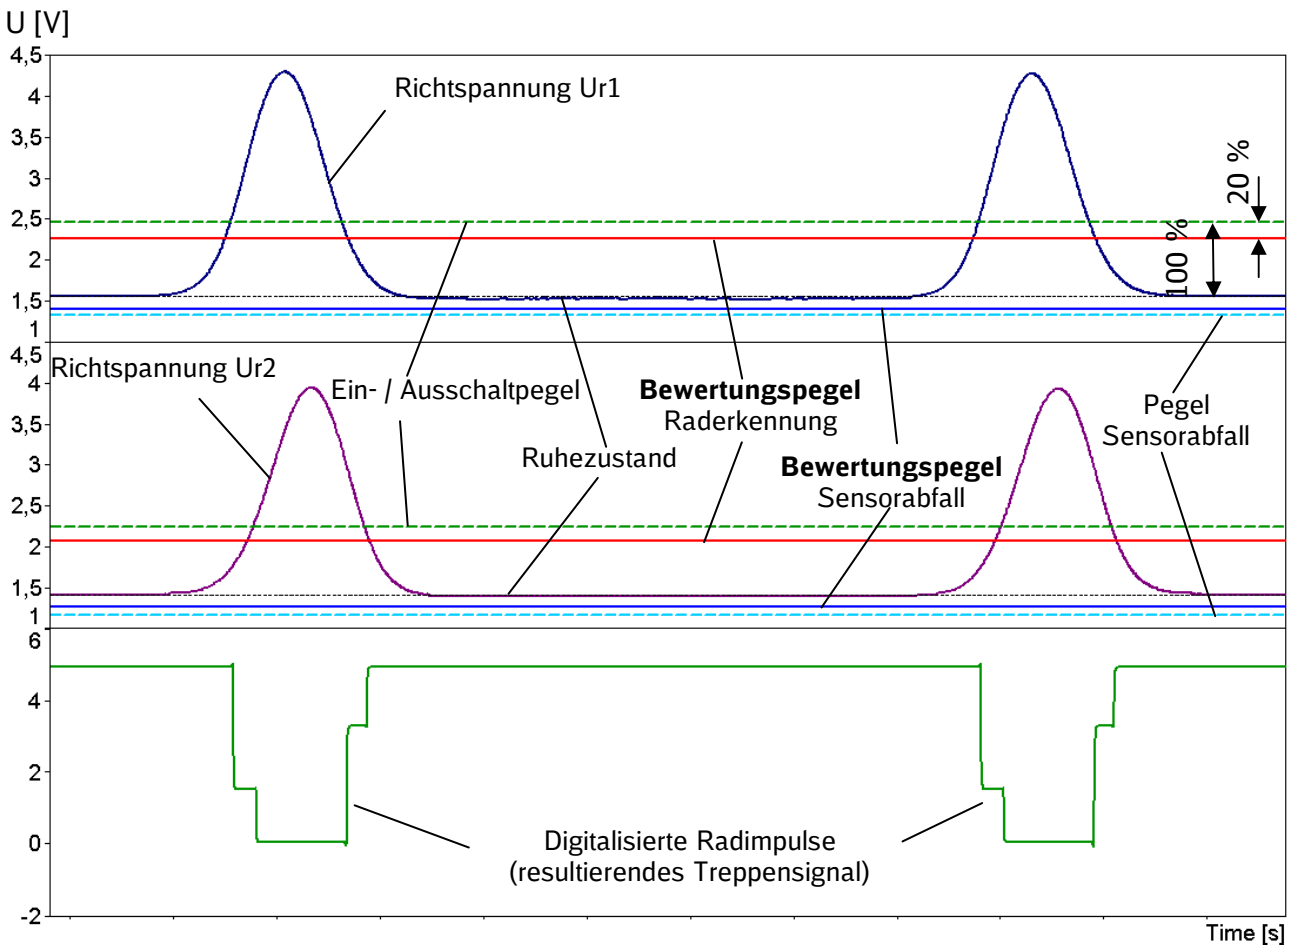 U [V]
4,5
4
3,5
3
2,5
2
1,5
1
Richtspannung Ur1
20 %
100 %
4,5
4
3,5
3
2,5
2
1,5
1
Richtspannung Ur2
Ein- / Ausschaltpegel
Ruhezustand
Bewertungspegel
Raderkennung
Bewertungspegel
Sensorabfall
Pegel
Sensorabfall
6
4
2
0
-2
Digitalisierte Radimpulse
(resultierendes Treppensignal)
Time [s]